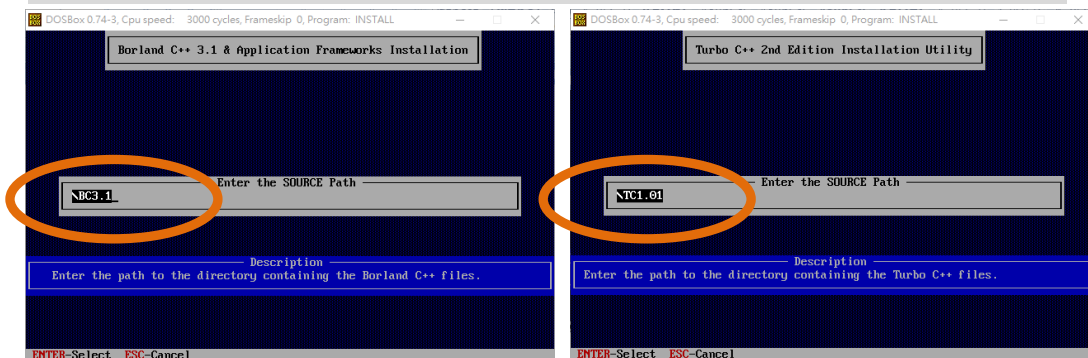 DOSBox 0.74-3, Cpu speed: 3000 cycles, Frameskip 0, Program: INSTALL
Borland C++ 3.1 & Application Frameworks Installation
Enter the SOURCE Path
\BC3.1_
Description
Enter the path to the directory containing the Borland C++ files.
ENTER-Select ESC-Cancel
DOSBox 0.74-3, Cpu speed: 3000 cycles, Frameskip 0, Program: INSTALL
Turbo C++ 2nd Edition Installation Utility
Enter the SOURCE Path
\TC1.01
Description
Enter the path to the directory containing the Turbo C++ files.
ENTER-Select ESC-Cancel